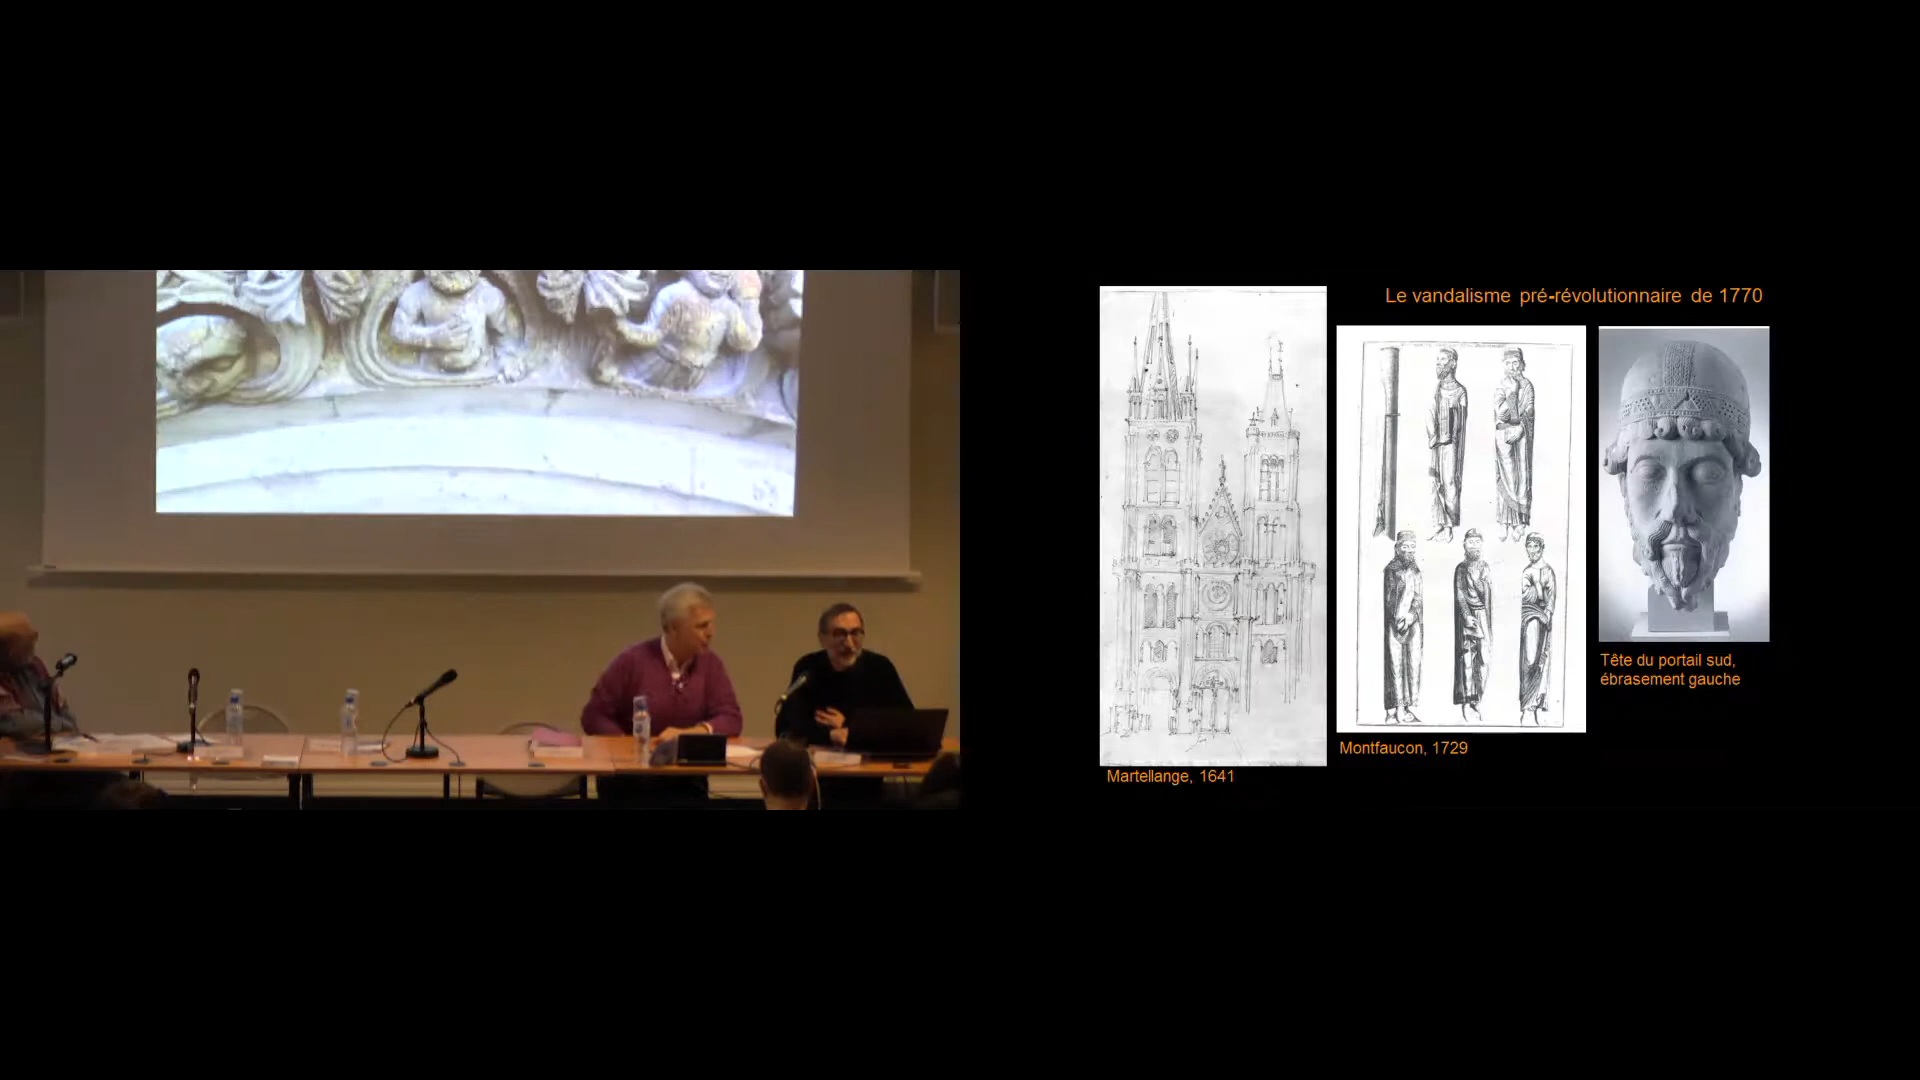 Le vandalisme pré-révolutionnaire de 1770
Tête du portail sud,
ébrasement gauche
Montfaucon, 1729
Martellange, 1641